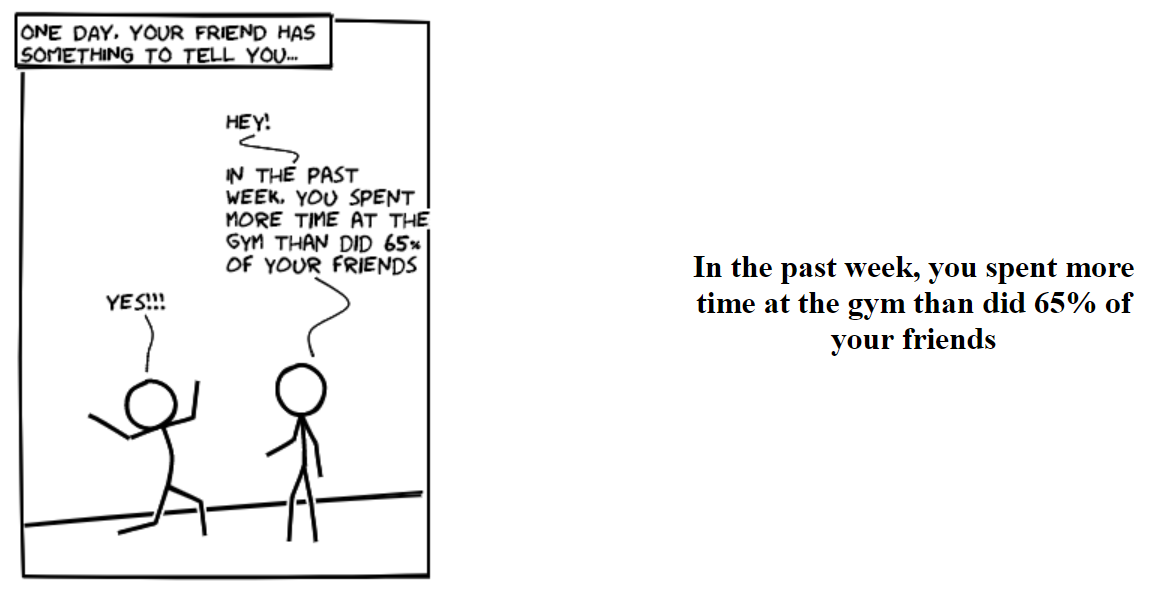 ONE DAY, YOUR FRIEND HAS
SOMETHING TO TELL YOU...
HEY!
IN THE PAST
WEEK, YOU SPENT
MORE TIME AT THE
GYM THAN DID 65%
OF YOUR FRIENDS
YES!!!
In the past week, you spent more
time at the gym than did 65% of
your friends